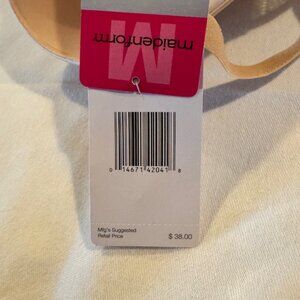 maidenform
M
0 14671 42041 8
Mfg's Suggested
Retail Price
$ 38.00